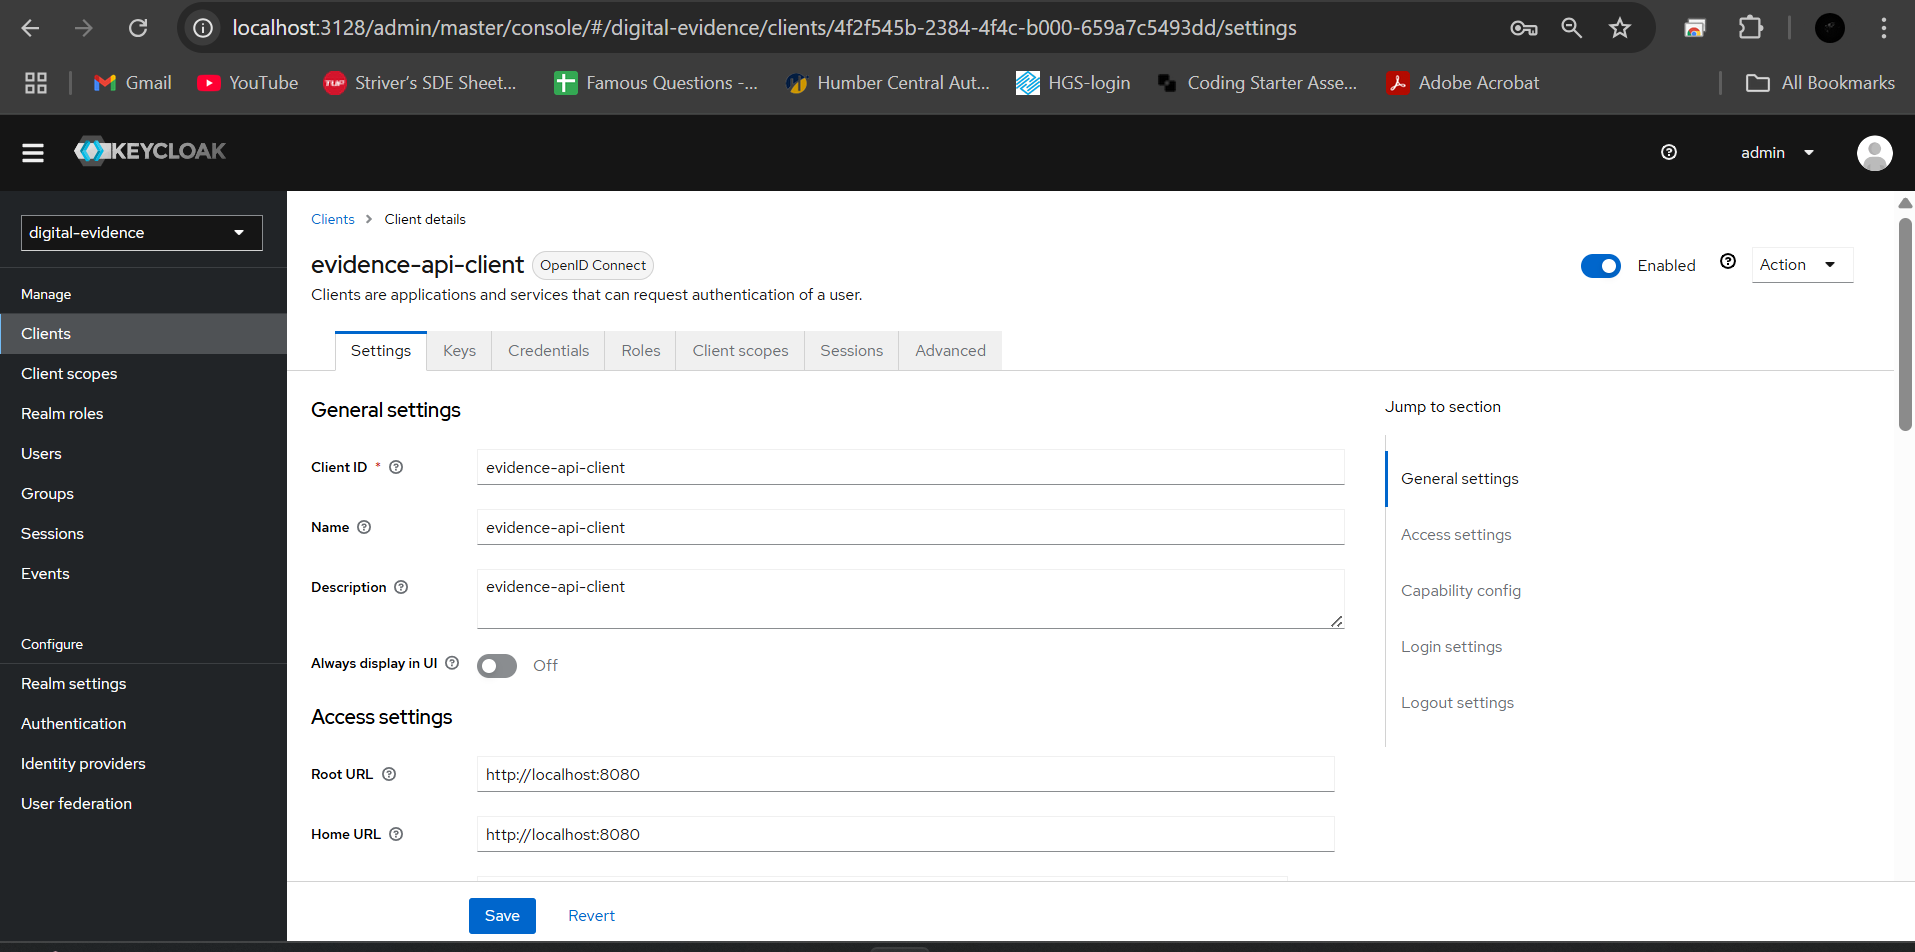 localhost:3128/admin/master/console/#/digital-evidence/clients/4f2f545b-2384-4f4c-b000-659a7c5493dd/settings
Gmail YouTube Striver's SDE Sheet... Famous Questions -... Humber Central Aut... HGS-login Coding Starter Asse... Adobe Acrobat All Bookmarks
KEYCLOAK admin
digital-evidence
Manage
Clients
Client scopes
Realm roles
Users
Groups
Sessions
Events
Configure
Realm settings
Authentication
Identity providers
User federation
Clients > Client details
evidence-api-client OpenID Connect Enabled Action
Clients are applications and services that can request authentication of a user.
Settings Keys Credentials Roles Client scopes Sessions Advanced
General settings
Client ID * evidence-api-client
Name evidence-api-client
Description evidence-api-client
Always display in UI Off
Access settings
Root URL http://localhost:8080
Home URL http://localhost:8080
Save Revert
Jump to section
General settings
Access settings
Capability config
Login settings
Logout settings